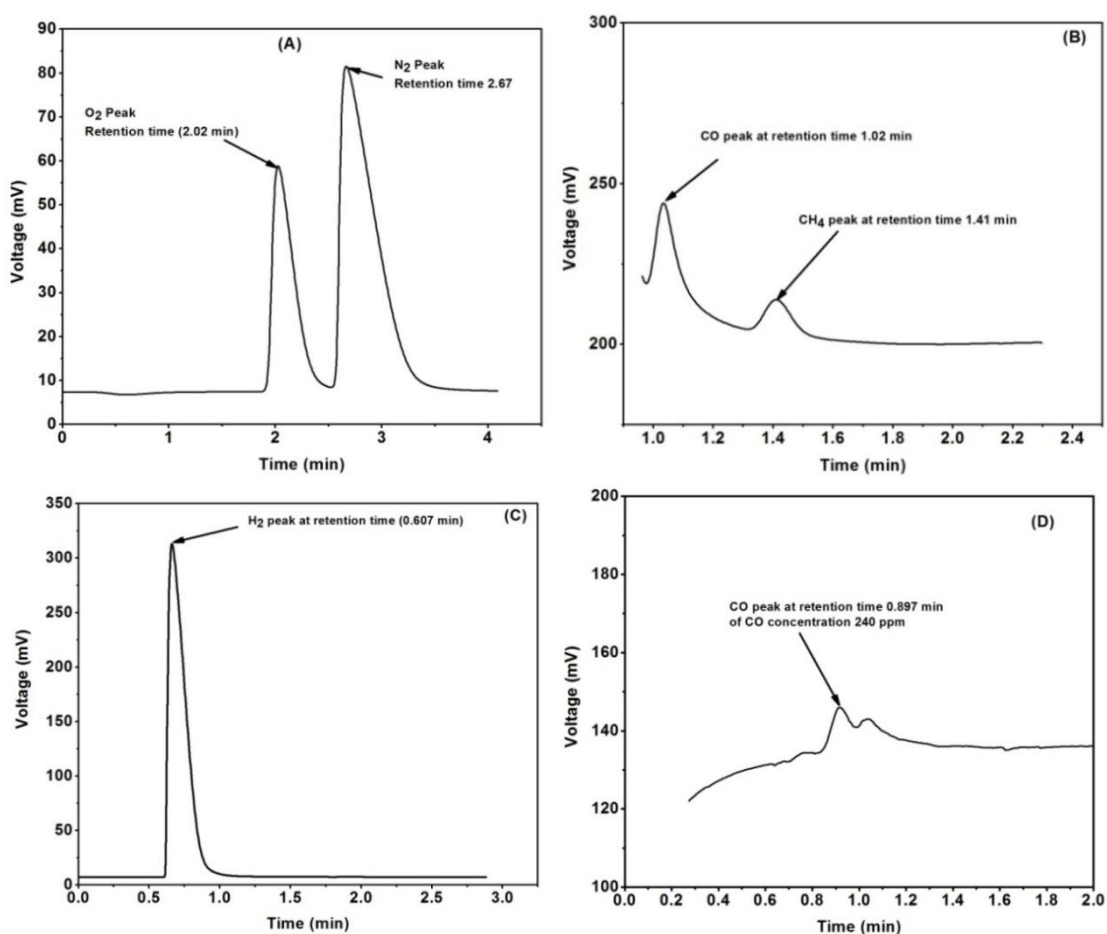 (A)
N2 Peak
Retention time 2.67
O2 Peak
Retention time (2.02 min)
90
80
70
60
50
40
30
20
10
0
Voltage (mV)
0 1 2 3 4
Time (min)
(B)
CO peak at retention time 1.02 min
CH4 peak at retention time 1.41 min
300
250
200
Voltage (mV)
1.0 1.2 1.4 1.6 1.8 2.0 2.2 2.4
Time (min)
(C)
H2 peak at retention time (0.607 min)
350
300
250
200
150
100
50
0
Voltage (mV)
0.0 0.5 1.0 1.5 2.0 2.5 3.0
Time (min)
(D)
CO peak at retention time 0.897 min
of CO concentration 240 ppm
200
180
160
140
120
100
Voltage (mV)
0.0 0.2 0.4 0.6 0.8 1.0 1.2 1.4 1.6 1.8 2.0
Time (min)